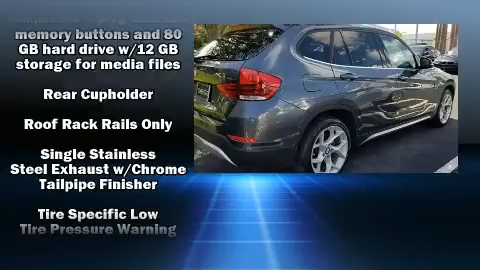 memory buttons and 80
GB hard drive w/12 GB
storage for media files
Rear Cupholder
Roof Rack Rails Only
Single Stainless
Steel Exhaust w/Chrome
Tailpipe Finisher
Tire Specific Low
Tire Pressure Warning